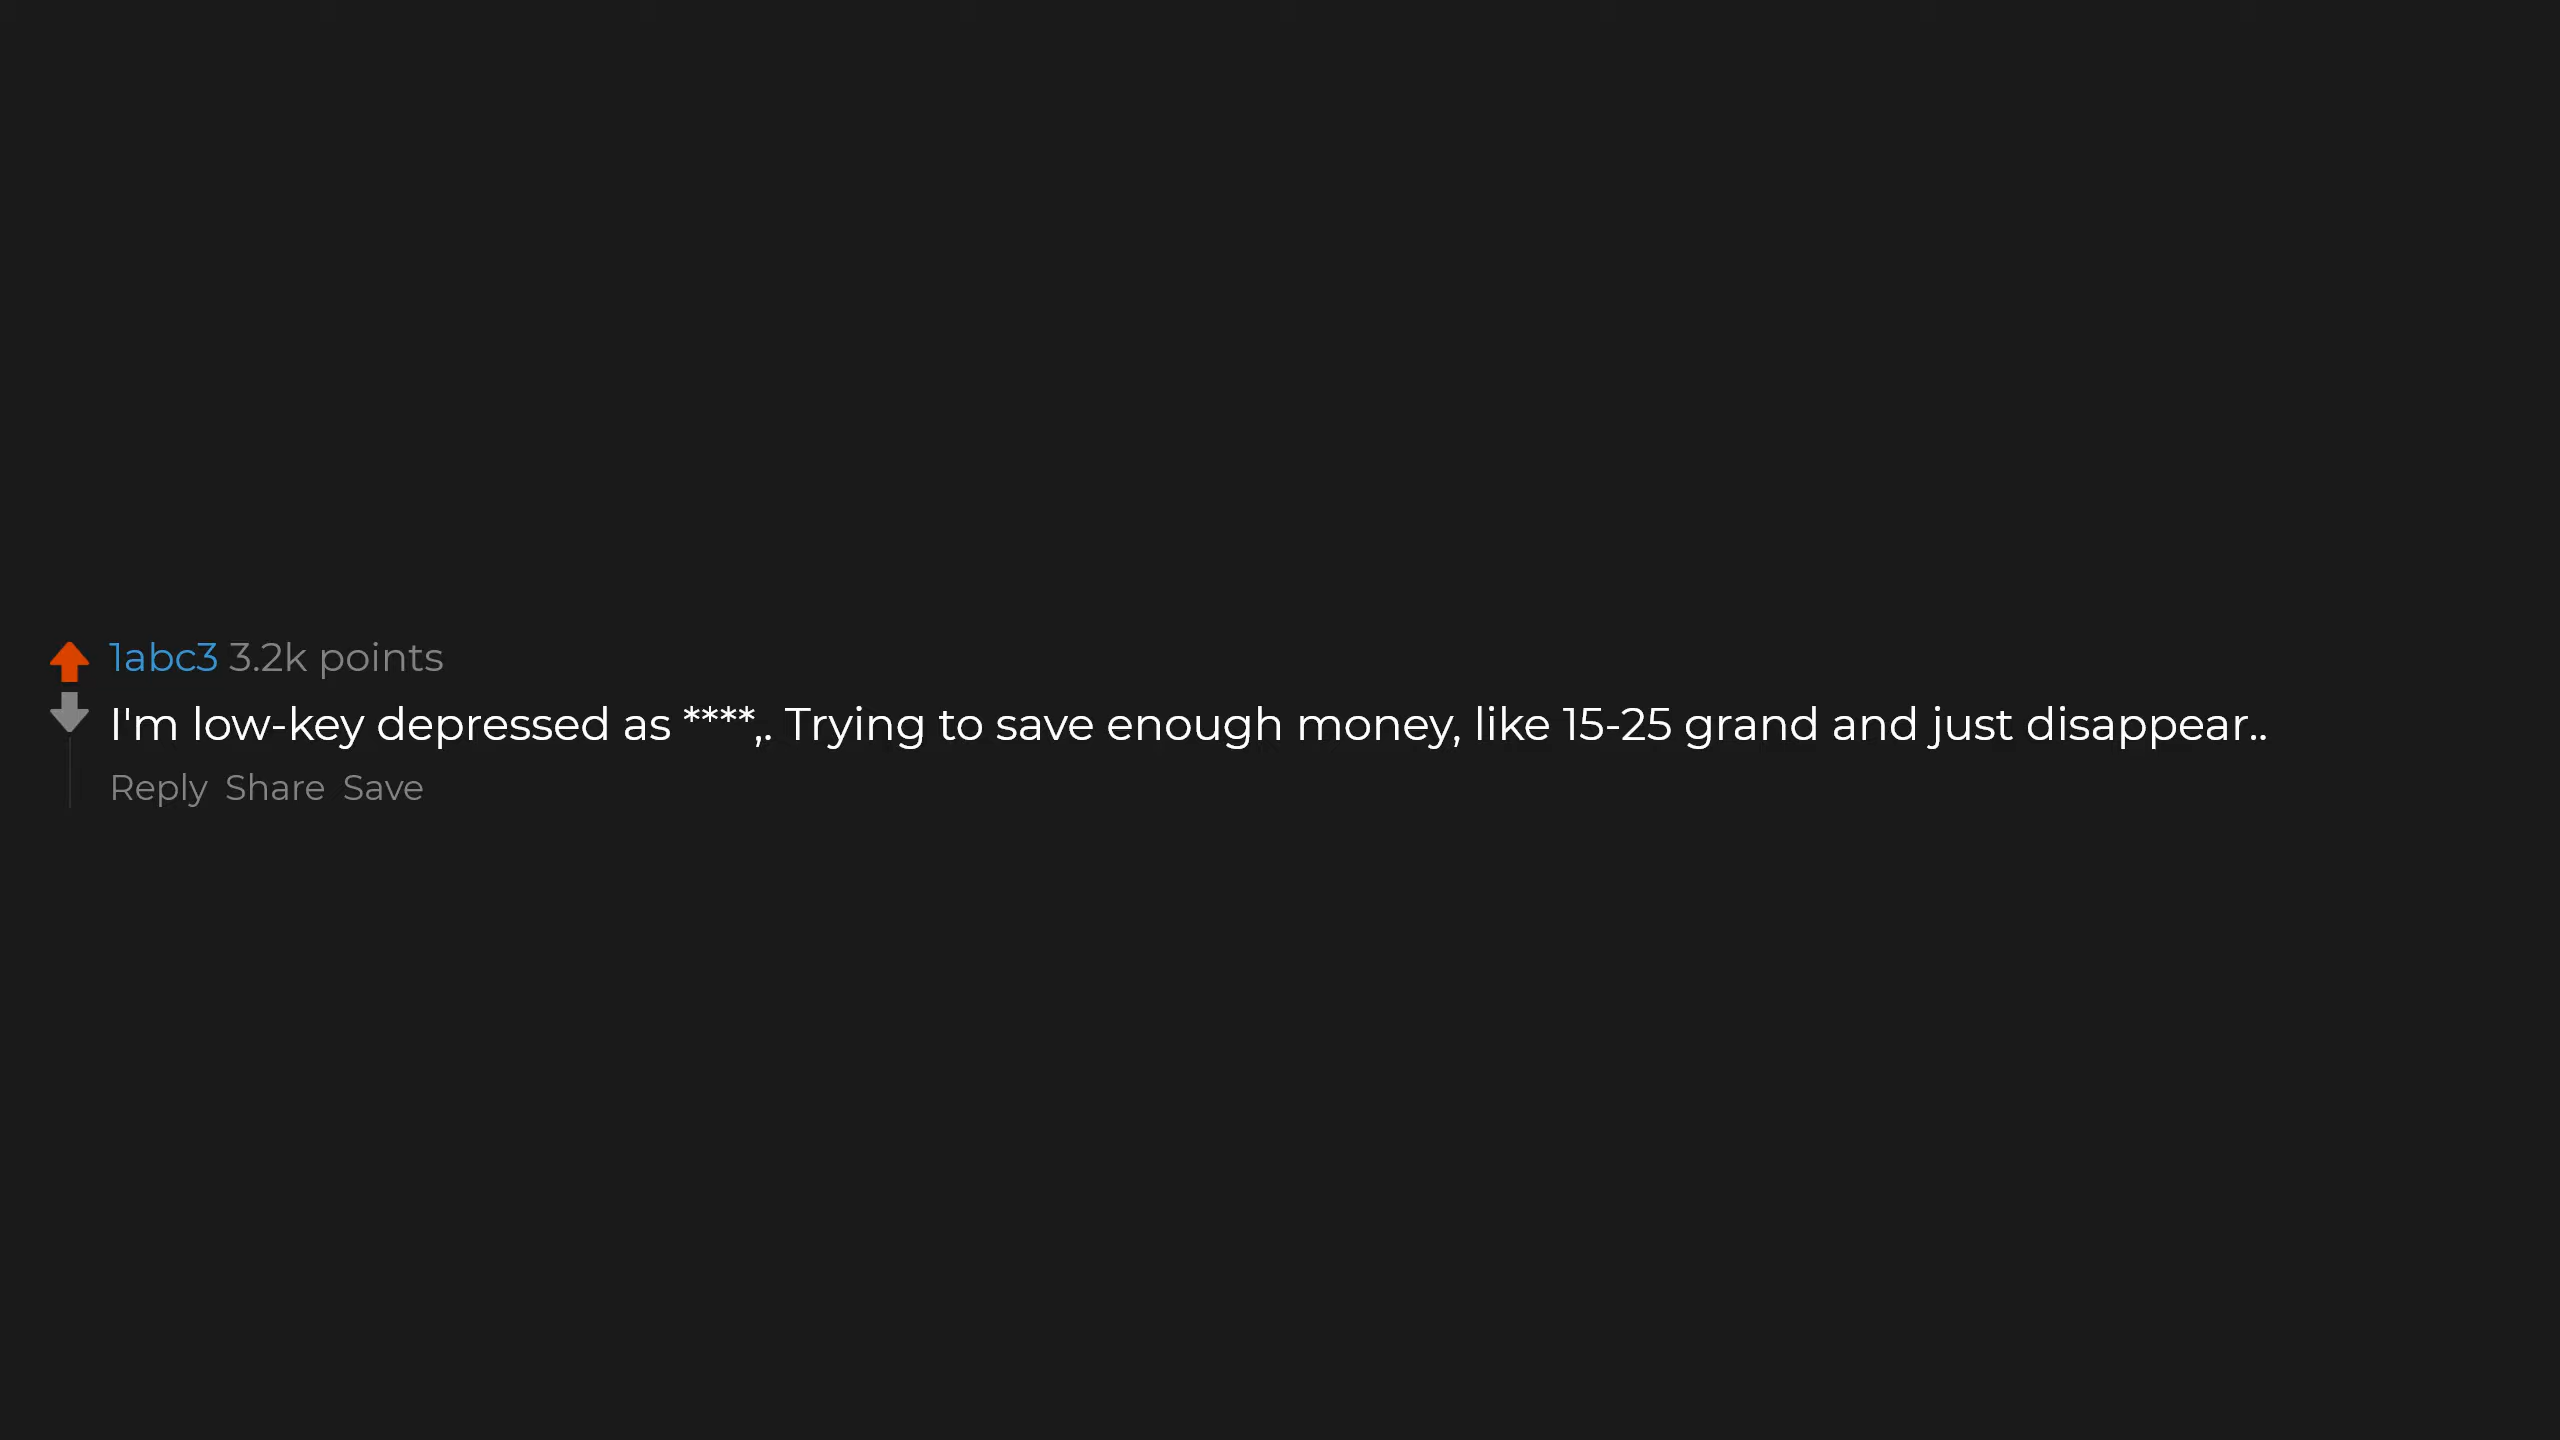 1abc3 3.2k points
I'm low-key depressed as ****,. Trying to save enough money, like 15-25 grand and just disappear..
Reply Share Save